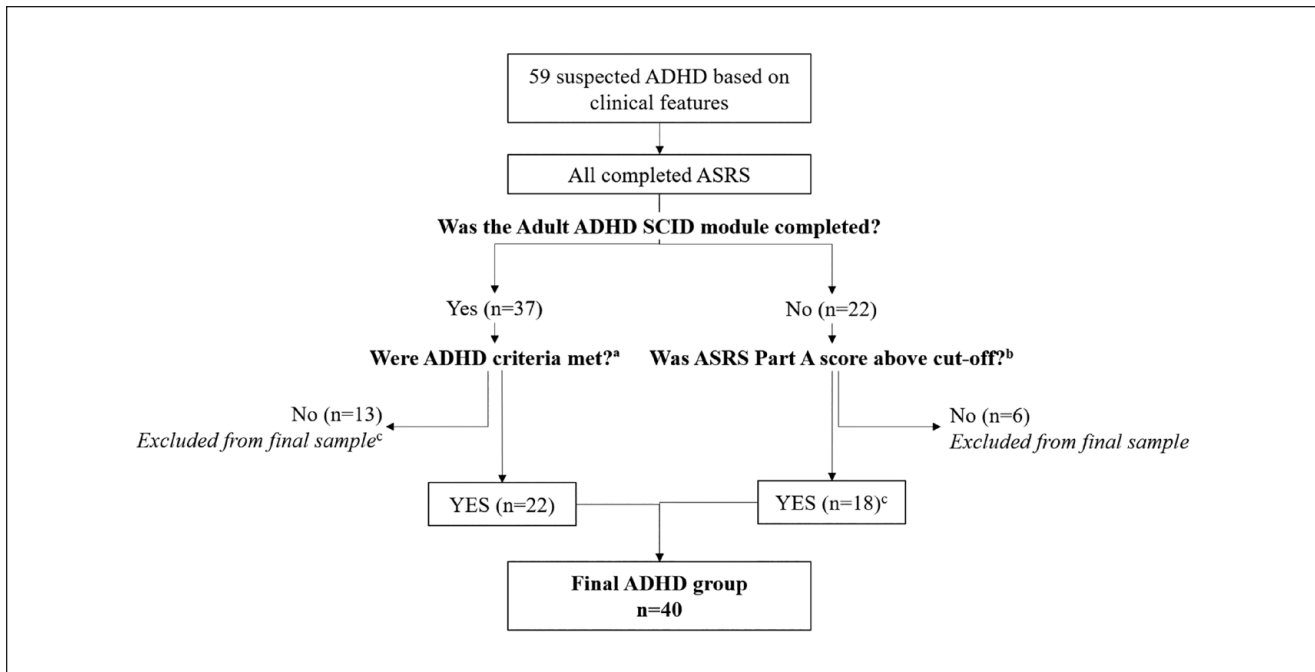 59 suspected ADHD based on
clinical features
All completed ASRS
Was the Adult ADHD SCID module completed?
Yes (n=37)
No (n=22)
Were ADHD criteria met?ᵃ
Was ASRS Part A score above cut-off?ᵇ
No (n=13)
Excluded from final sampleᶜ
No (n=6)
Excluded from final sample
YES (n=22)
YES (n=18)ᶜ
Final ADHD group
n=40